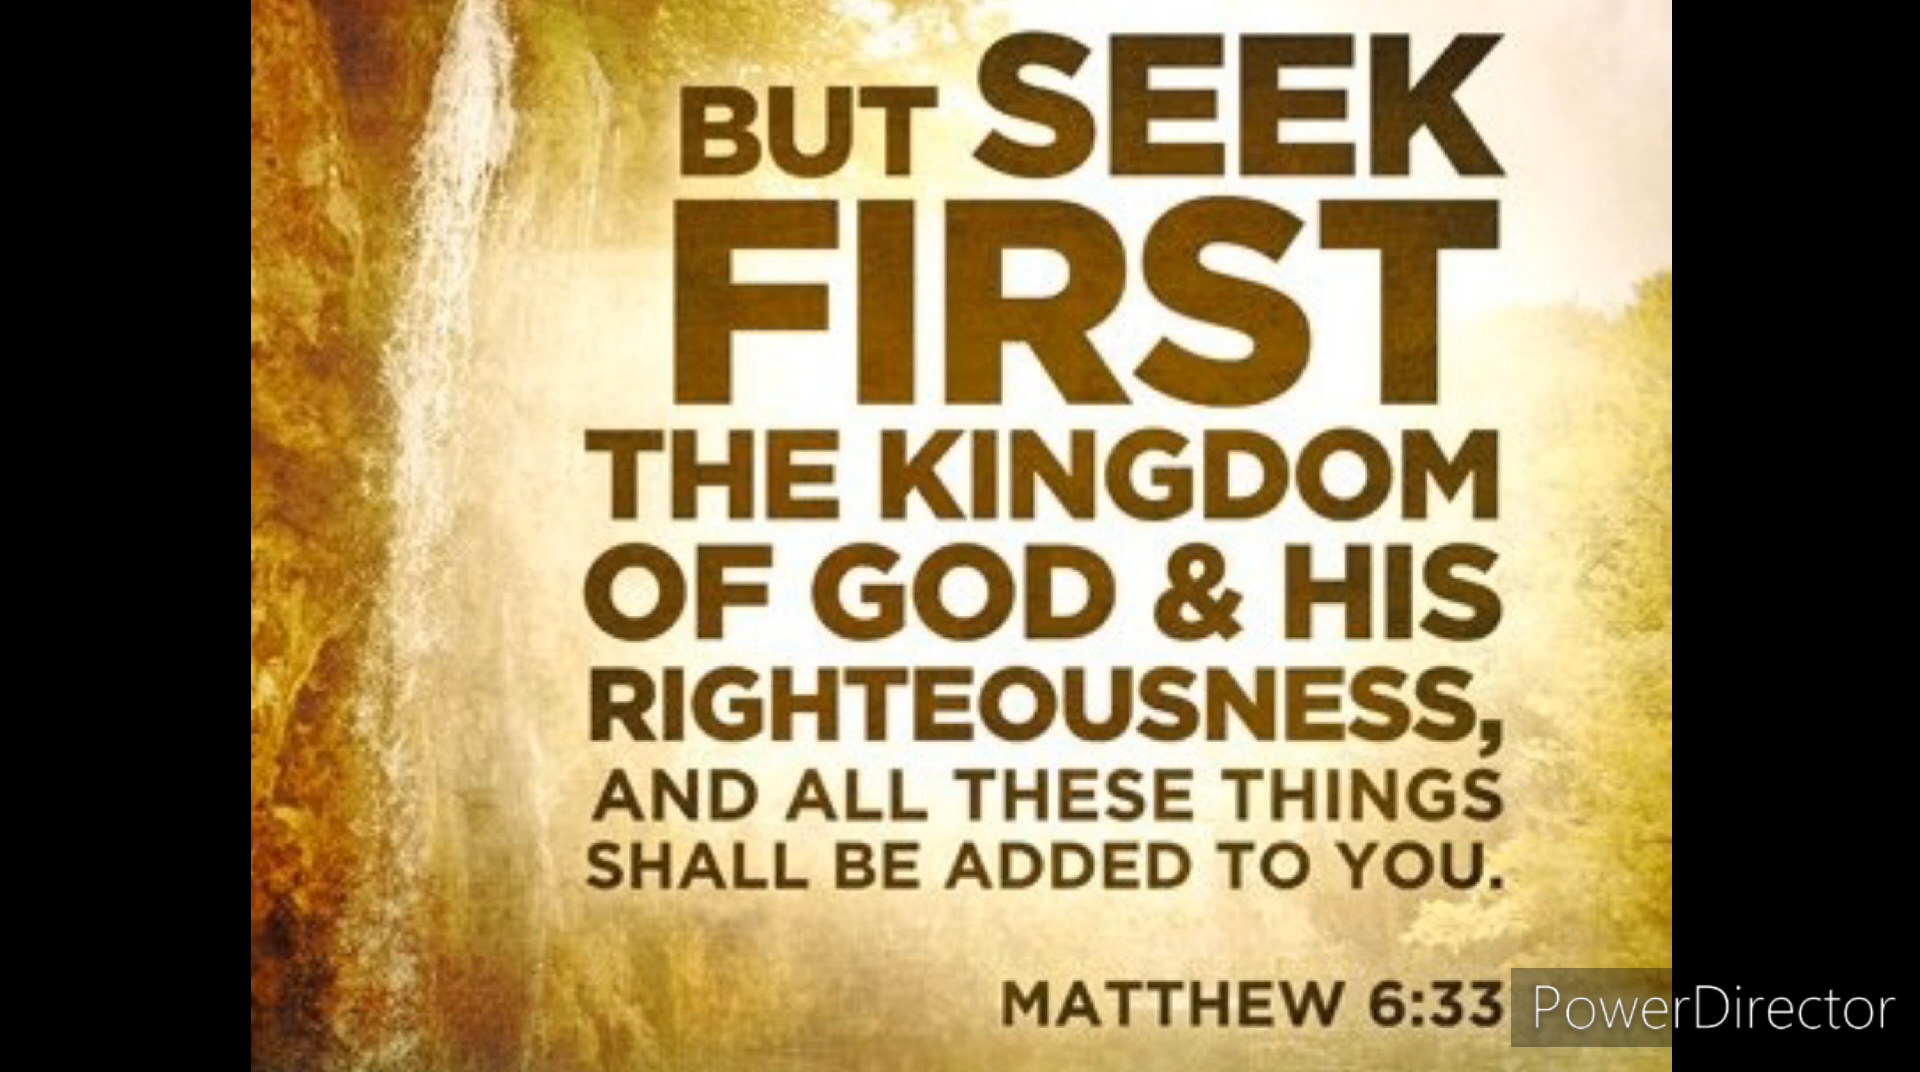 BUT SEEK
FIRST
THE KINGDOM
OF GOD & HIS
RIGHTEOUSNESS,
AND ALL THESE THINGS
SHALL BE ADDED TO YOU.
MATTHEW 6:33
PowerDirector